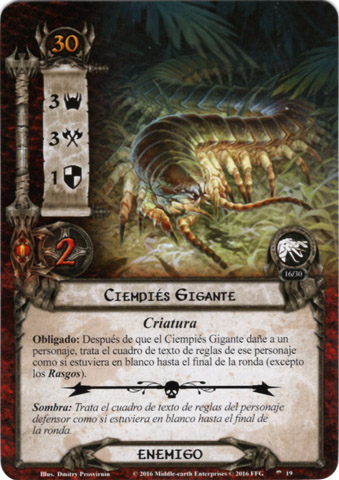 30
3
3
1
2
16/30
Ciempiés Gigante
Criatura
Obligado: Después de que el Ciempiés Gigante dañe a un
personaje, trata el cuadro de texto de reglas de ese personaje
como si estuviera en blanco hasta el final de la ronda (excepto
los Rasgos).
Sombra: Trata el cuadro de texto de reglas del personaje
defensor como si estuviera en blanco hasta el final de
la ronda.
ENEMIGO
Illus. Dmitry Prosvirnin © 2016 Middle-earth Enterprises © 2016 FFG 19